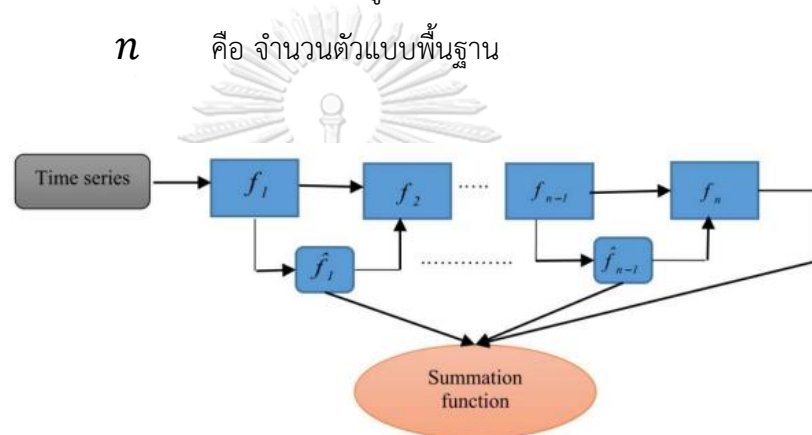 n คือ จำนวนตัวแบบพื้นฐาน
Time series
f₁ f₂ ..... fₙ₋₁ fₙ
f̂₁ .............. f̂ₙ₋₁
Summation
function